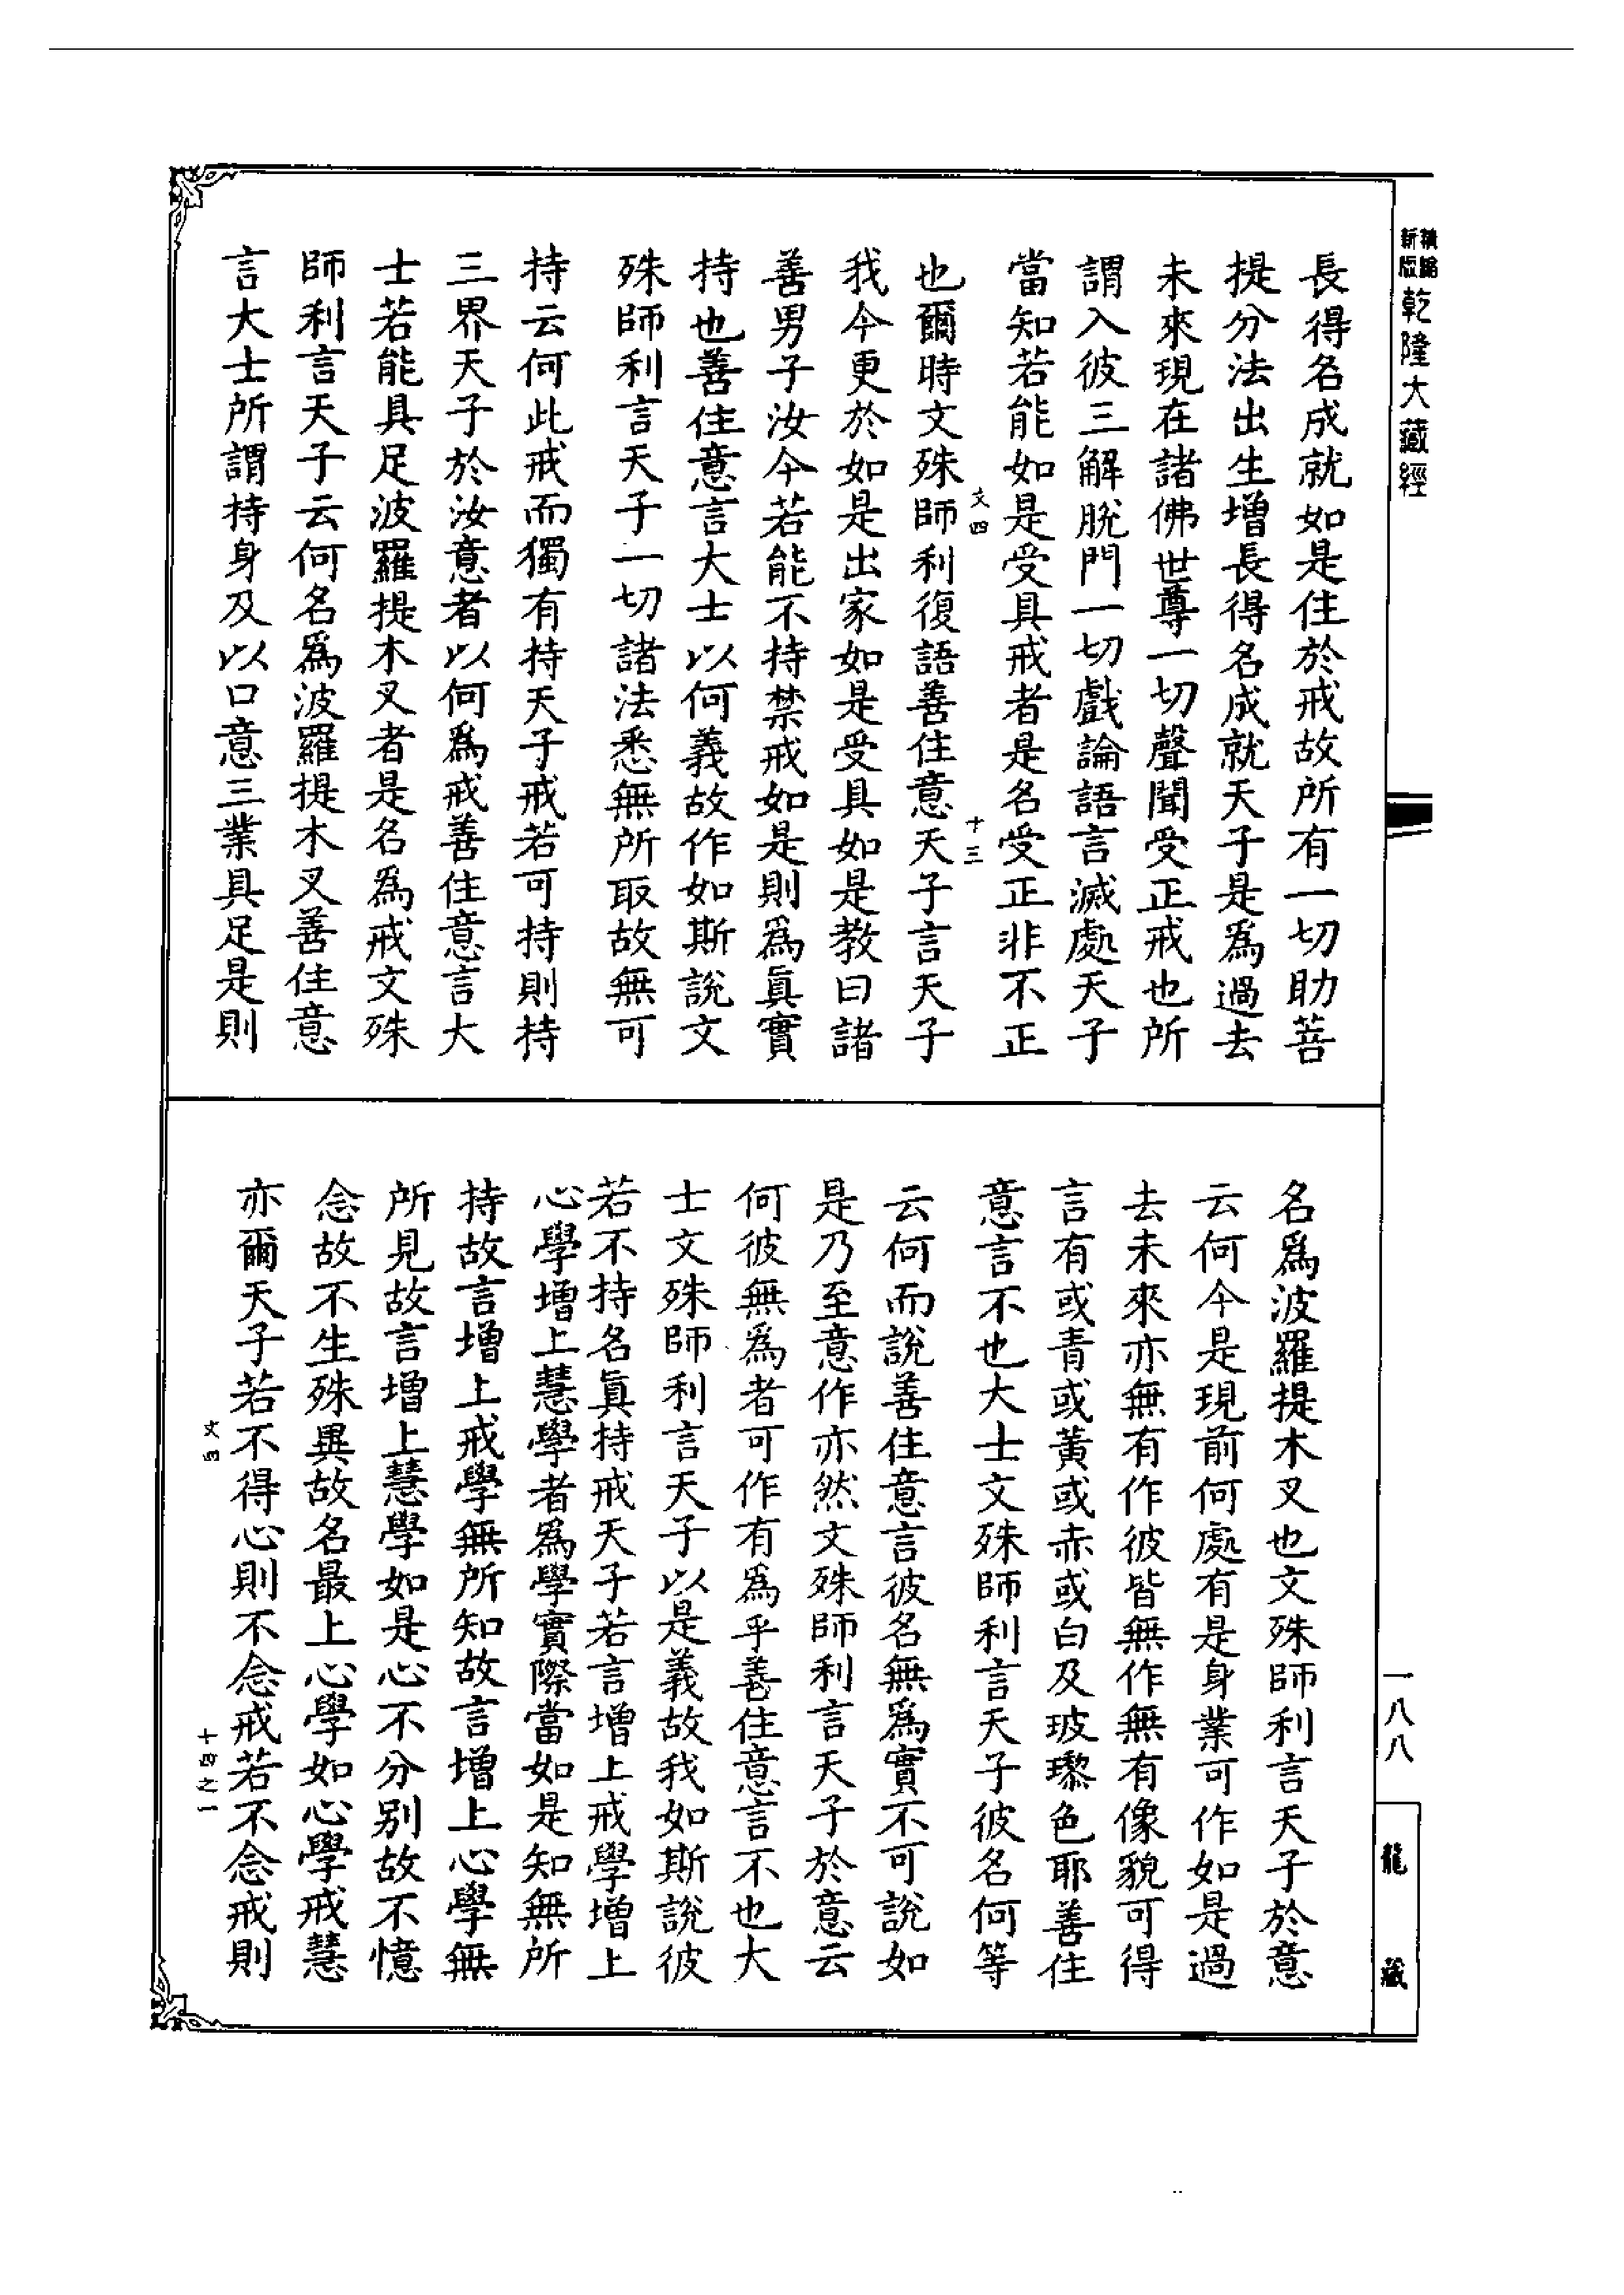 新版精縮乾隆大藏經
長得名成就如是住於戒故所有一切助菩
提分法出生增長得名成就天子是為過去
未來現在諸佛世尊一切聲聞受正戒也所
謂入彼三解脫門一切戲論語言滅處天子
當知若能如是受具戒者是名受正非不正
文四
十三
也爾時文殊師利復語善住意天子言天子
我今更於如是出家如是受具如是教曰諸
善男子汝今若能不持禁戒如是則為真實
持也善住意言大士以何義故作如斯說文
殊師利言天子一切諸法悉無所取故無可
持云何此戒而獨有持天子戒若可持則持
三界天子於汝意者以何為戒善住意言大
士若能具足波羅提木叉者是名為戒文殊
師利言天子云何名為波羅提木叉善住意
言大士所謂持身及以口意三業具足是則
一八八
龍藏
名為波羅提木叉也文殊師利言天子於意
云何今是現前何處有是身業可作如是過
去未來亦無有作彼皆無作無有像貌可得
言有或青或黃或赤或白及玻瓈色耶善住
意言不也大士文殊師利言天子彼名何等
云何而說善住意言彼名無為實不可說如
是乃至意作亦然文殊師利言天子於意云
何彼無為者可作有為乎善住意言不也大
士文殊師利言天子以是義故我如斯說彼
若不持名真持戒天子若言增上戒學增上
心學增上慧學者為學實際當如是知無所
持故言增上戒學無所知故言增上心學無
所見故言增上慧學如是心不分別故不憶
念故不生殊異故名最上心學如心學戒慧
亦爾天子若不得心則不念戒若不念戒則
文四
十四之一